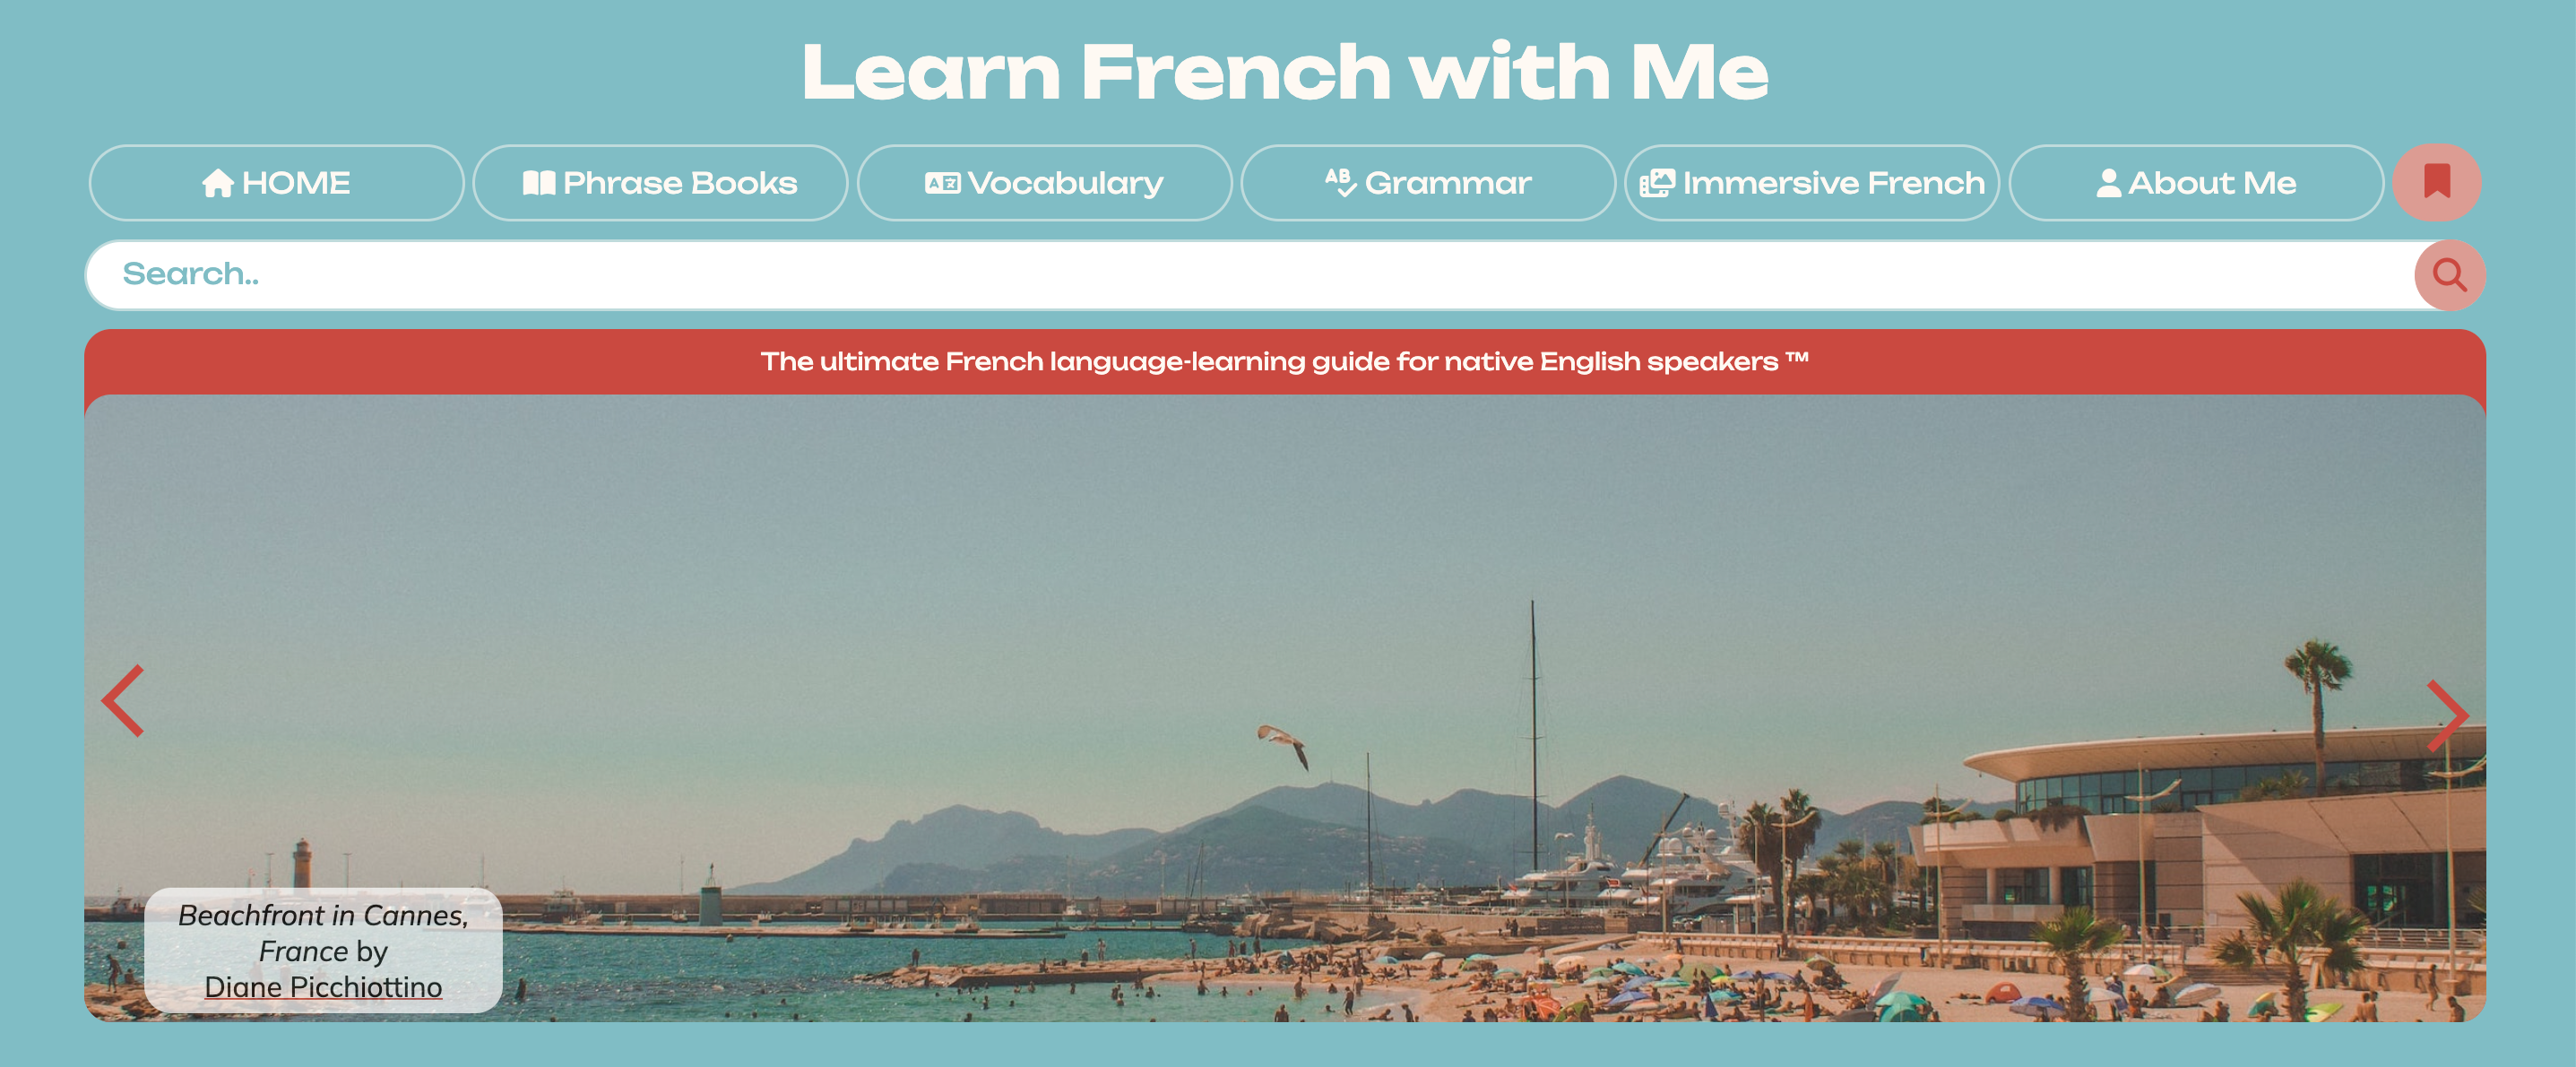 Learn French with Me
HOME
Phrase Books
Vocabulary
Grammar
Immersive French
About Me
Search..
The ultimate French language-learning guide for native English speakers ™
Beachfront in Cannes,
France by
Diane Picchiottino